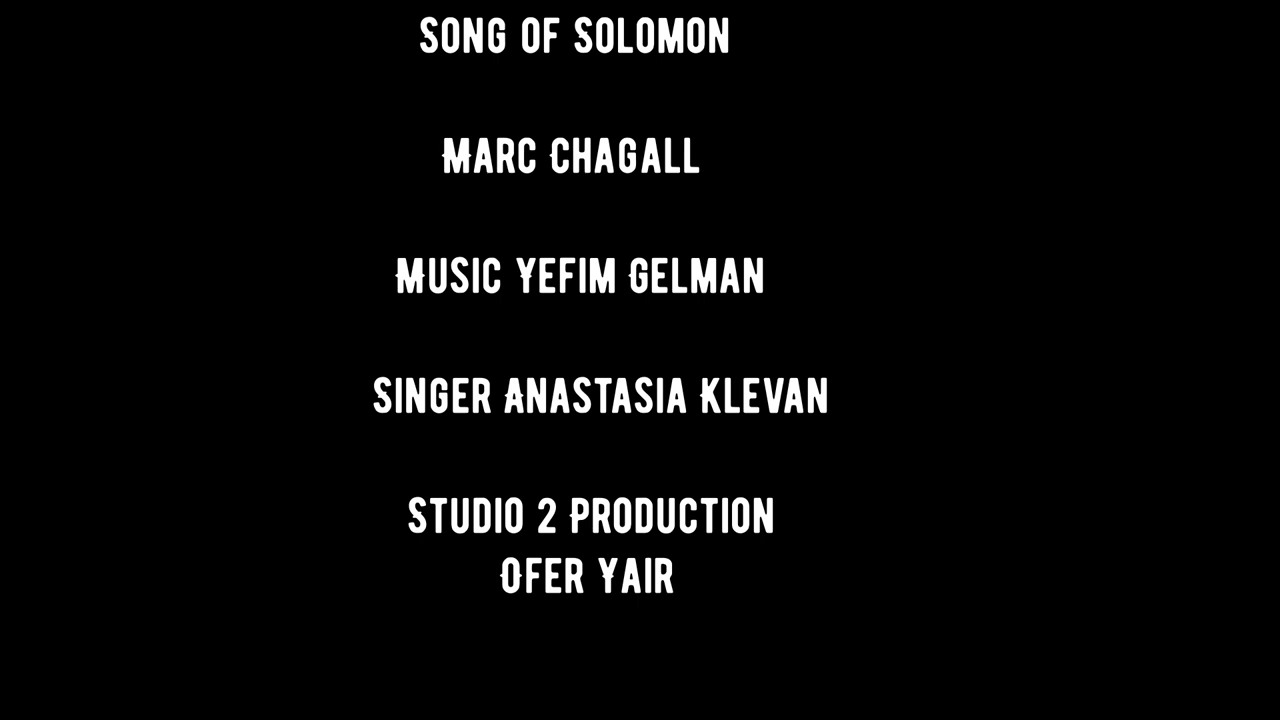 Song of Solomon
Marc Chagall
Music Yefim Gelman
Singer Anastasia Klevan
Studio 2 Production
Ofer Yair